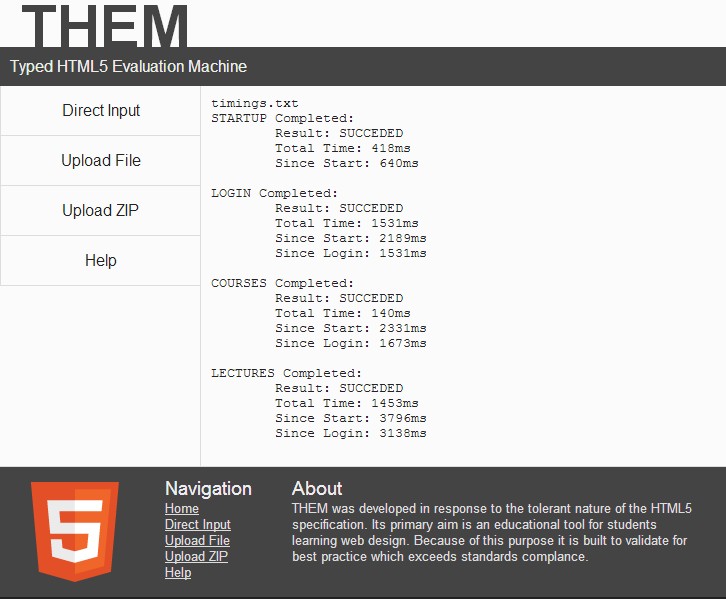 THEM
Typed HTML5 Evaluation Machine
Direct Input
Upload File
Upload ZIP
Help
timings.txt
STARTUP Completed:
Result: SUCCEDED
Total Time: 418ms
Since Start: 640ms
LOGIN Completed:
Result: SUCCEDED
Total Time: 1531ms
Since Start: 2189ms
Since Login: 1531ms
COURSES Completed:
Result: SUCCEDED
Total Time: 140ms
Since Start: 2331ms
Since Login: 1673ms
LECTURES Completed:
Result: SUCCEDED
Total Time: 1453ms
Since Start: 3796ms
Since Login: 3138ms
5
Navigation
Home
Direct Input
Upload File
Upload ZIP
Help
About
THEM was developed in response to the tolerant nature of the HTML5
specification. Its primary aim is an educational tool for students
learning web design. Because of this purpose it is built to validate for
best practice which exceeds standards complance.